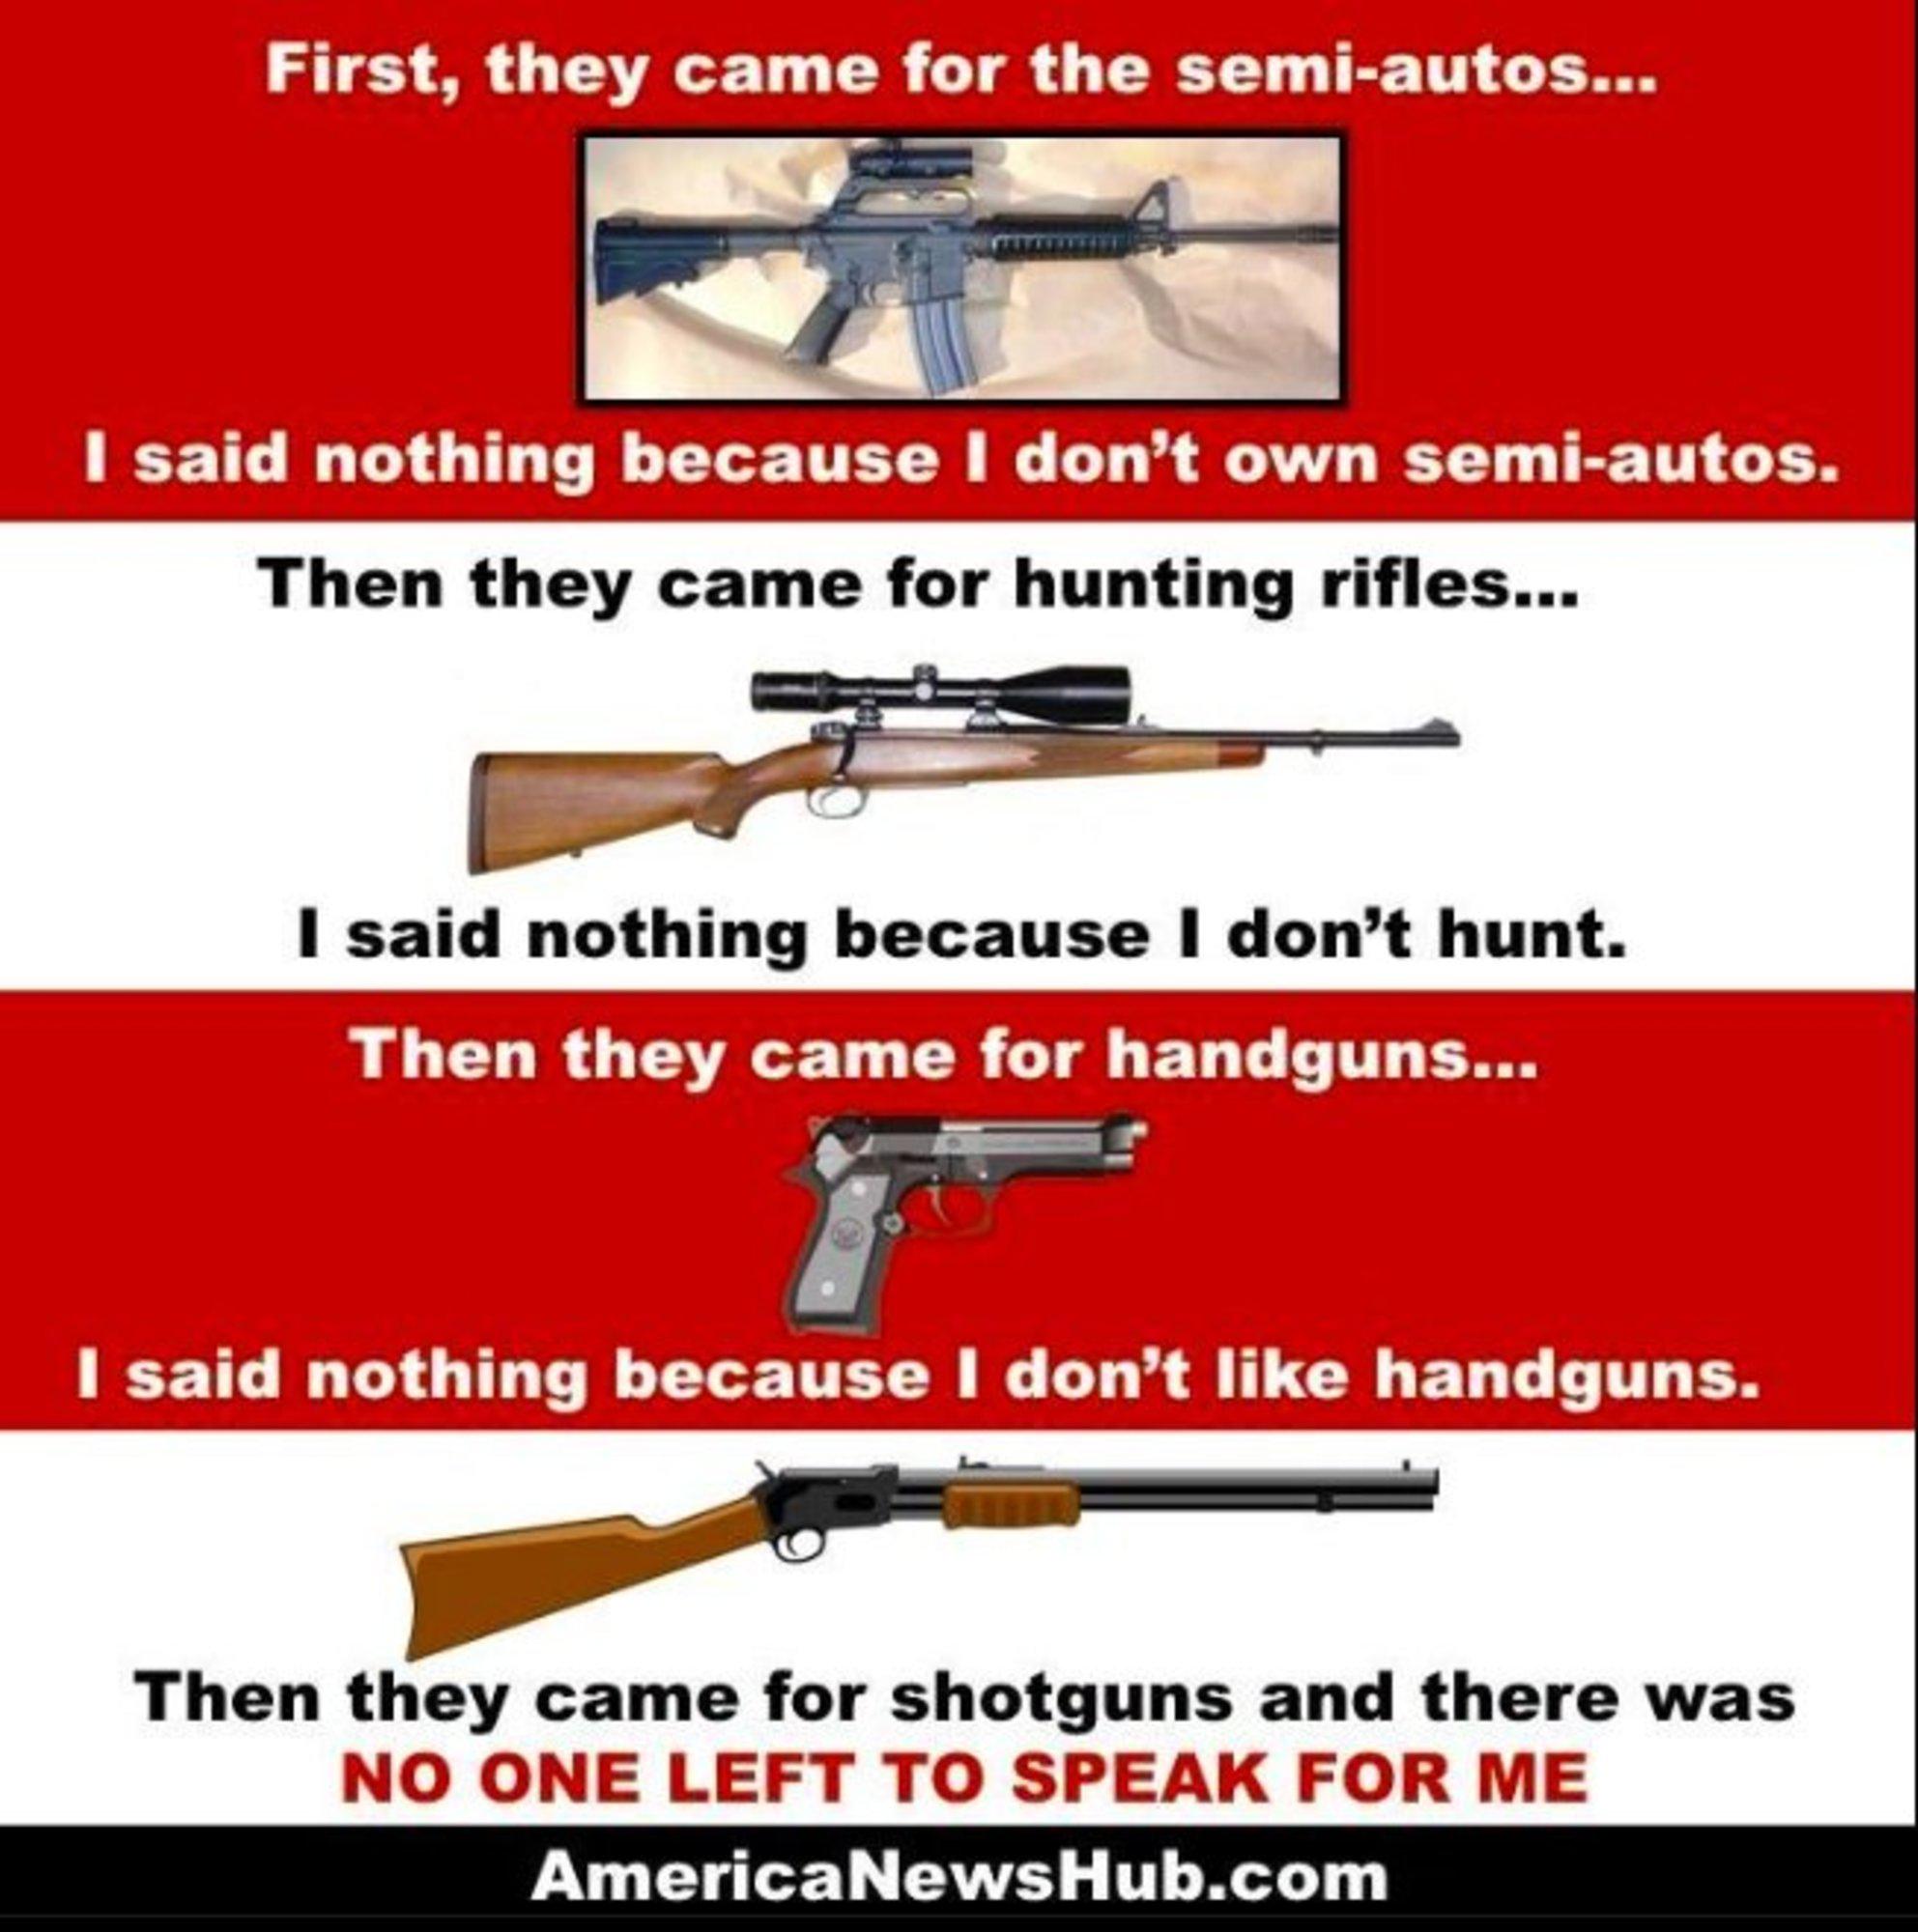 First, they came for the semi-autos...
I said nothing because I don’t own semi-autos.
Then they came for hunting rifles...
I said nothing because I don’t hunt.
Then they came for handguns...
I said nothing because I don’t like handguns.
Then they came for shotguns and there was
NO ONE LEFT TO SPEAK FOR ME
AmericaNewsHub.com